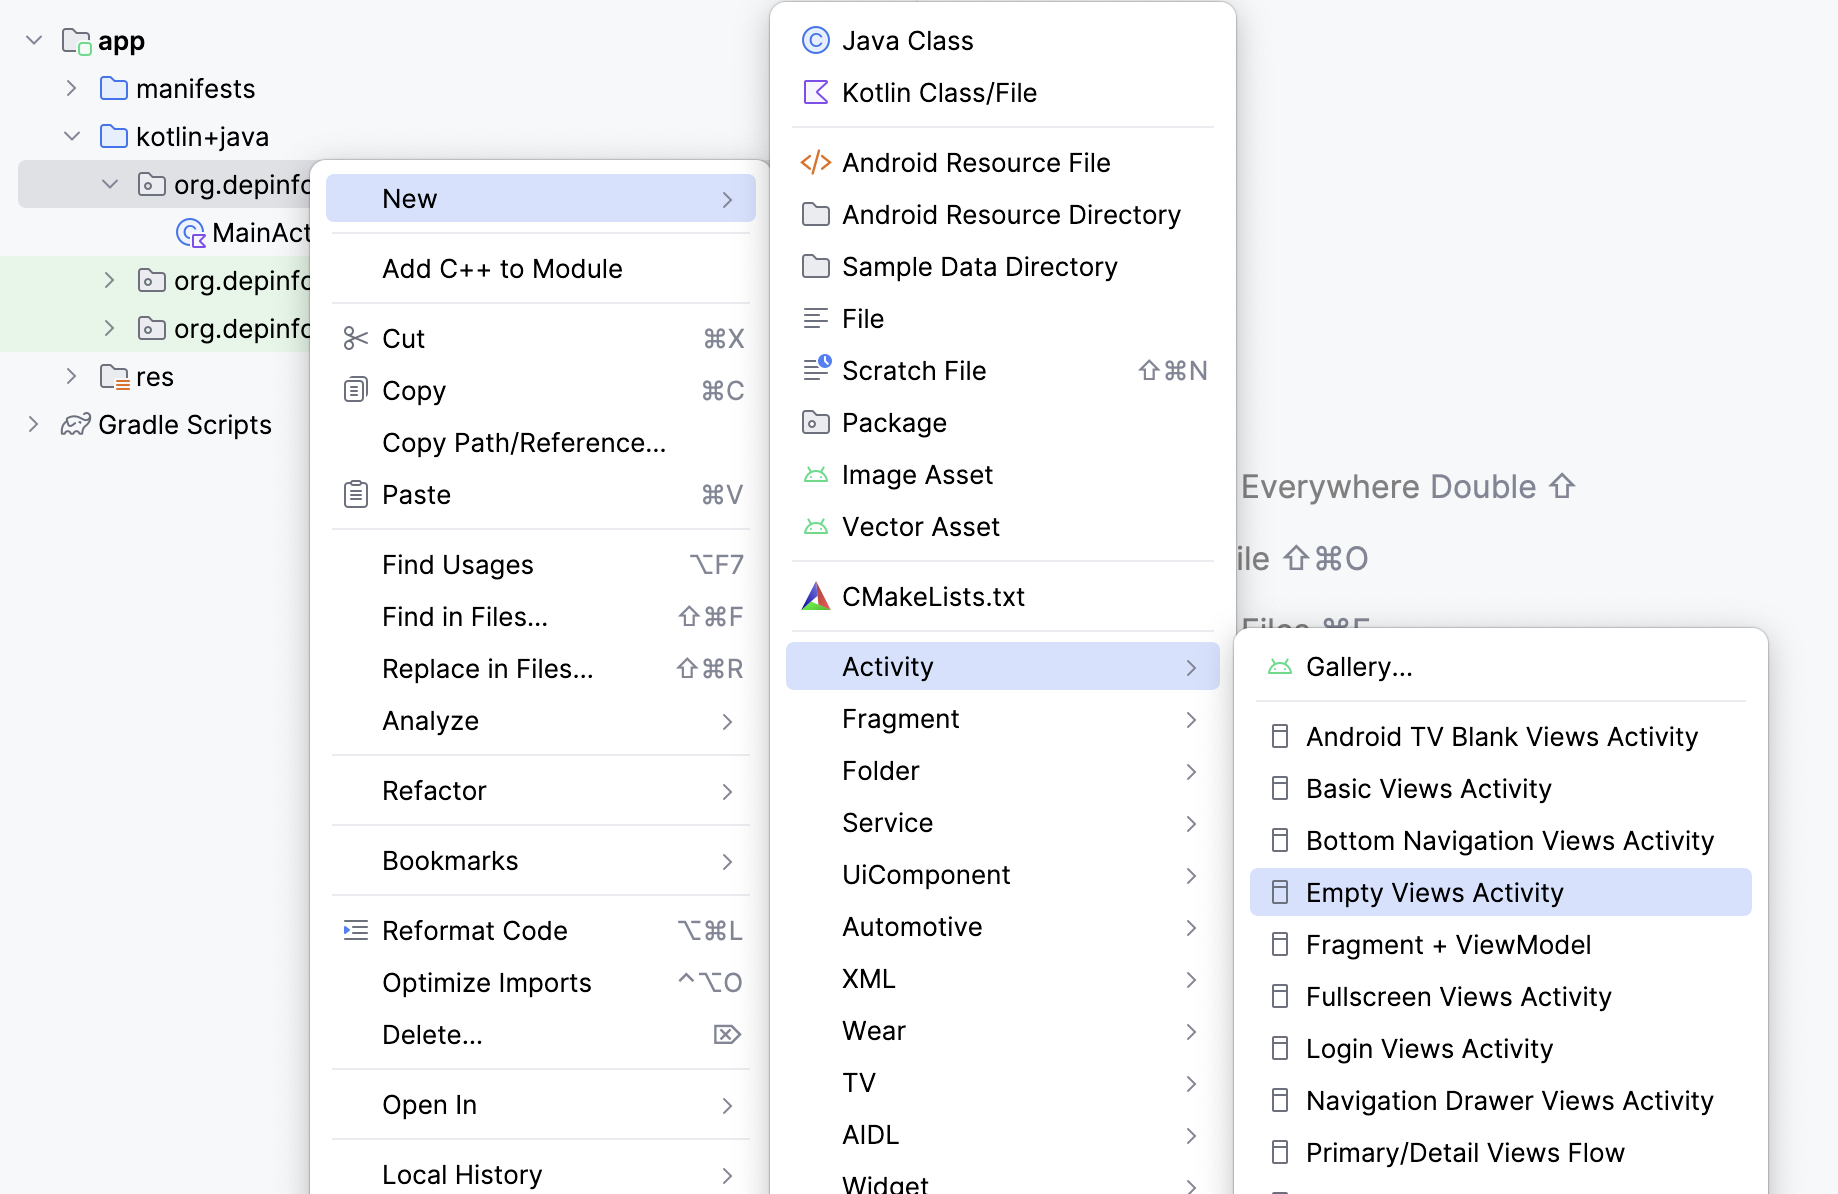 app
manifests
kotlin+java
org.depinfo
MainAct
org.depinfo
org.depinfo
res
Gradle Scripts
New
Add C++ to Module
Cut ⌘X
Copy ⌘C
Copy Path/Reference...
Paste ⌘V
Find Usages ⌥F7
Find in Files... ⇧⌘F
Replace in Files... ⇧⌘R
Analyze
Refactor
Bookmarks
Reformat Code ⌥⌘L
Optimize Imports ^⌥O
Delete... ⌦
Open In
Local History
Java Class
Kotlin Class/File
Android Resource File
Android Resource Directory
Sample Data Directory
File
Scratch File ⇧⌘N
Package
Image Asset
Vector Asset
CMakeLists.txt
Activity
Fragment
Folder
Service
UiComponent
Automotive
XML
Wear
TV
AIDL
Widget
Everywhere Double ⇧
ile ⇧⌘O
Files ⌘E
Gallery...
Android TV Blank Views Activity
Basic Views Activity
Bottom Navigation Views Activity
Empty Views Activity
Fragment + ViewModel
Fullscreen Views Activity
Login Views Activity
Navigation Drawer Views Activity
Primary/Detail Views Flow